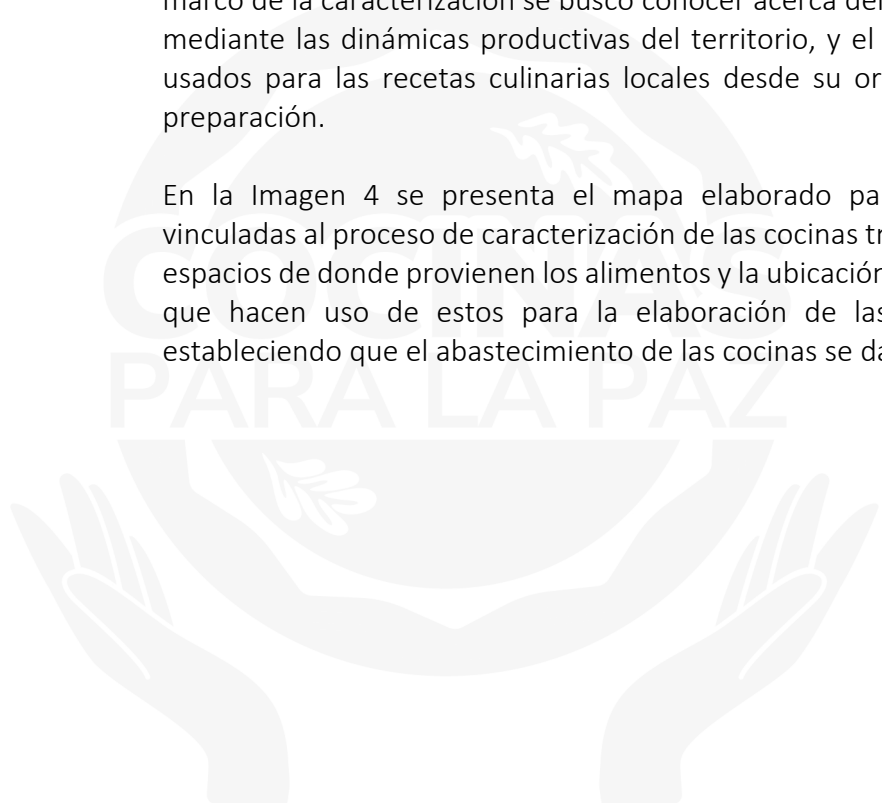 marco de la caracterización se buscó conocer acerca del
mediante las dinámicas productivas del territorio, y el
usados para las recetas culinarias locales desde su or
preparación.
En la Imagen 4 se presenta el mapa elaborado pa
vinculadas al proceso de caracterización de las cocinas tr
espacios de donde provienen los alimentos y la ubicación
que hacen uso de estos para la elaboración de las
estableciendo que el abastecimiento de las cocinas se da
COCINAS
PARA LA PAZ